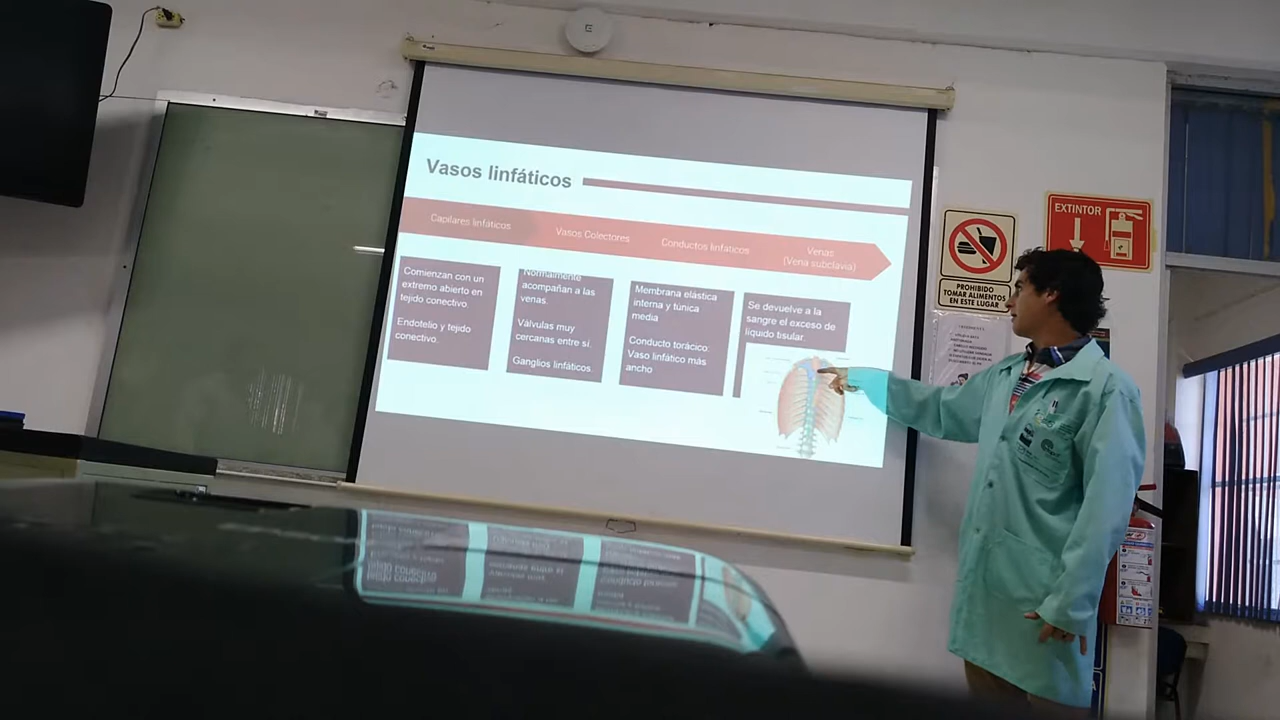 Vasos linfáticos
Capilares linfáticos
Vasos Colectores
Conductos linfaticos
Venas
(Vena subclavia)
Comienzan con un
extremo abierto en
tejido conectivo.
Endotelio y tejido
conectivo.
Normalmente
acompañan a las
venas.
Válvulas muy
cercanas entre sí.
Ganglios linfáticos.
Membrana elástica
interna y túnica
media
Conducto torácico:
Vaso linfático más
ancho
Se devuelve a la
sangre el exceso de
líquido tisular.
PROHIBIDO
TOMAR ALIMENTOS
EN ESTE LUGAR
EXTINTOR